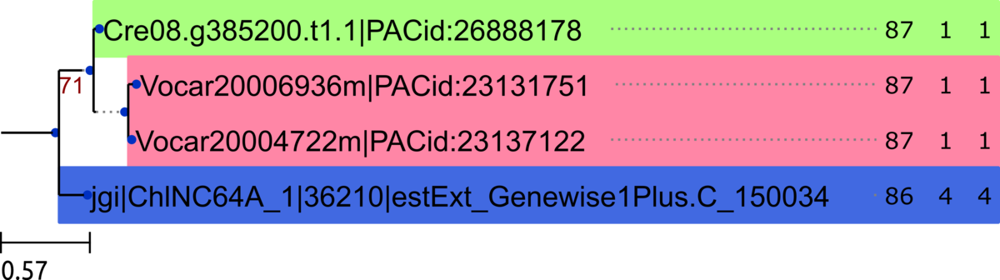 Cre08.g385200.t1.1|PACid:26888178 87 1 1
71
Vocar20006936m|PACid:23131751 87 1 1
Vocar20004722m|PACid:23137122 87 1 1
jgi|ChlNC64A_1|36210|estExt_Genewise1Plus.C_150034 86 4 4
0.57